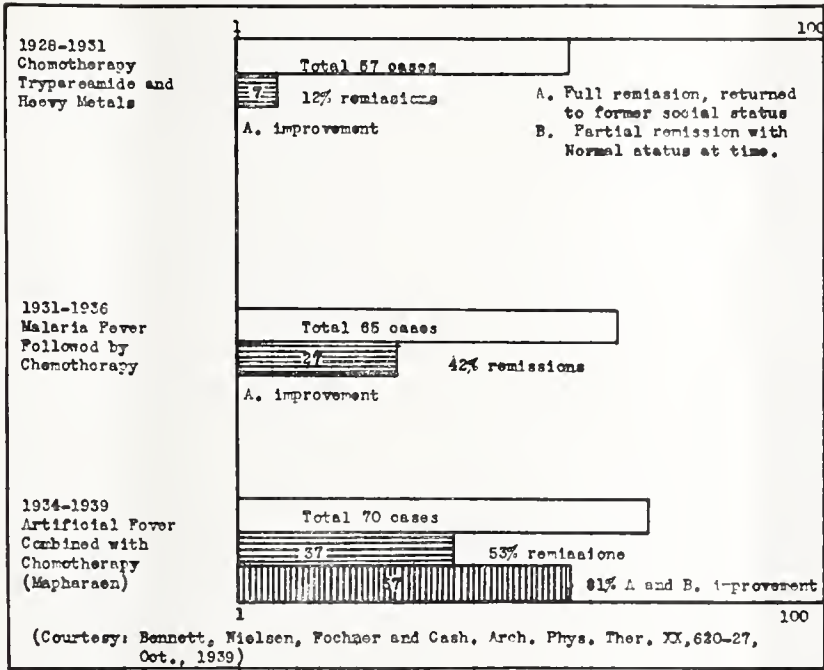 1 100
1928-1931
Chomotherapy
Tryparsamide and
Heavy Metals
Total 57 cases
7 12% remissions
A. improvement
A. Full remission, returned
to former social status
B. Partial remission with
Normal status at time.
1931-1936
Malaria Fever
Followed by
Chemotherapy
Total 65 cases
27 42% remissions
A. improvement
1934-1939
Artificial Fever
Combined with
Chomotherapy
(Mapharsen)
Total 70 cases
37 53% remissions
57 81% A and B. improvement
1 100
(Courtesy: Bennett, Nielsen, Fechner and Cash. Arch. Phys. Ther. XX,620-27,
Oct., 1939)